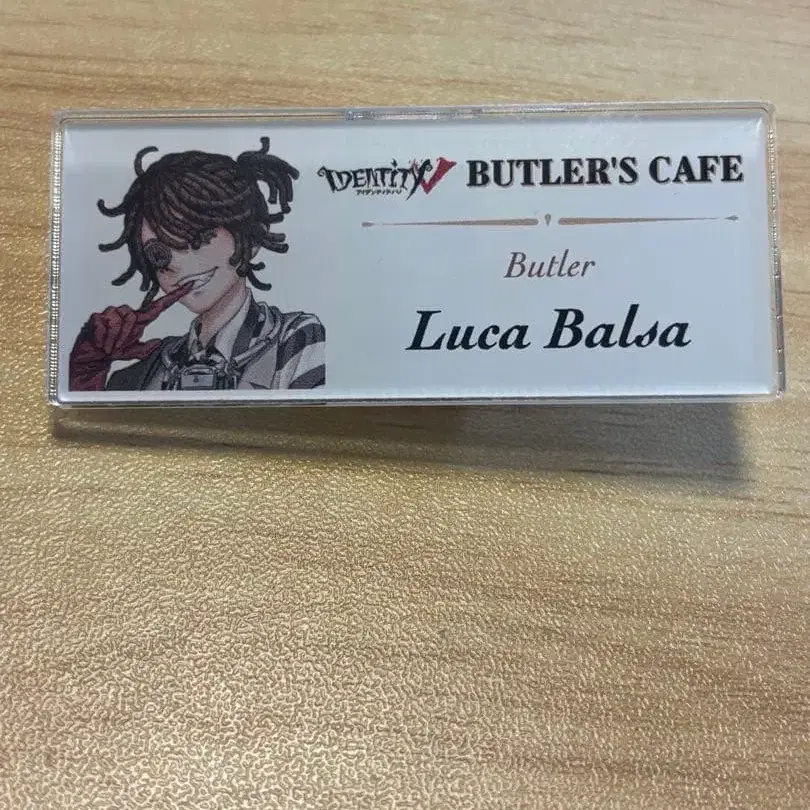 IDENTITY V BUTLER'S CAFE
アイデンティティV
Butler
Luca Balsa